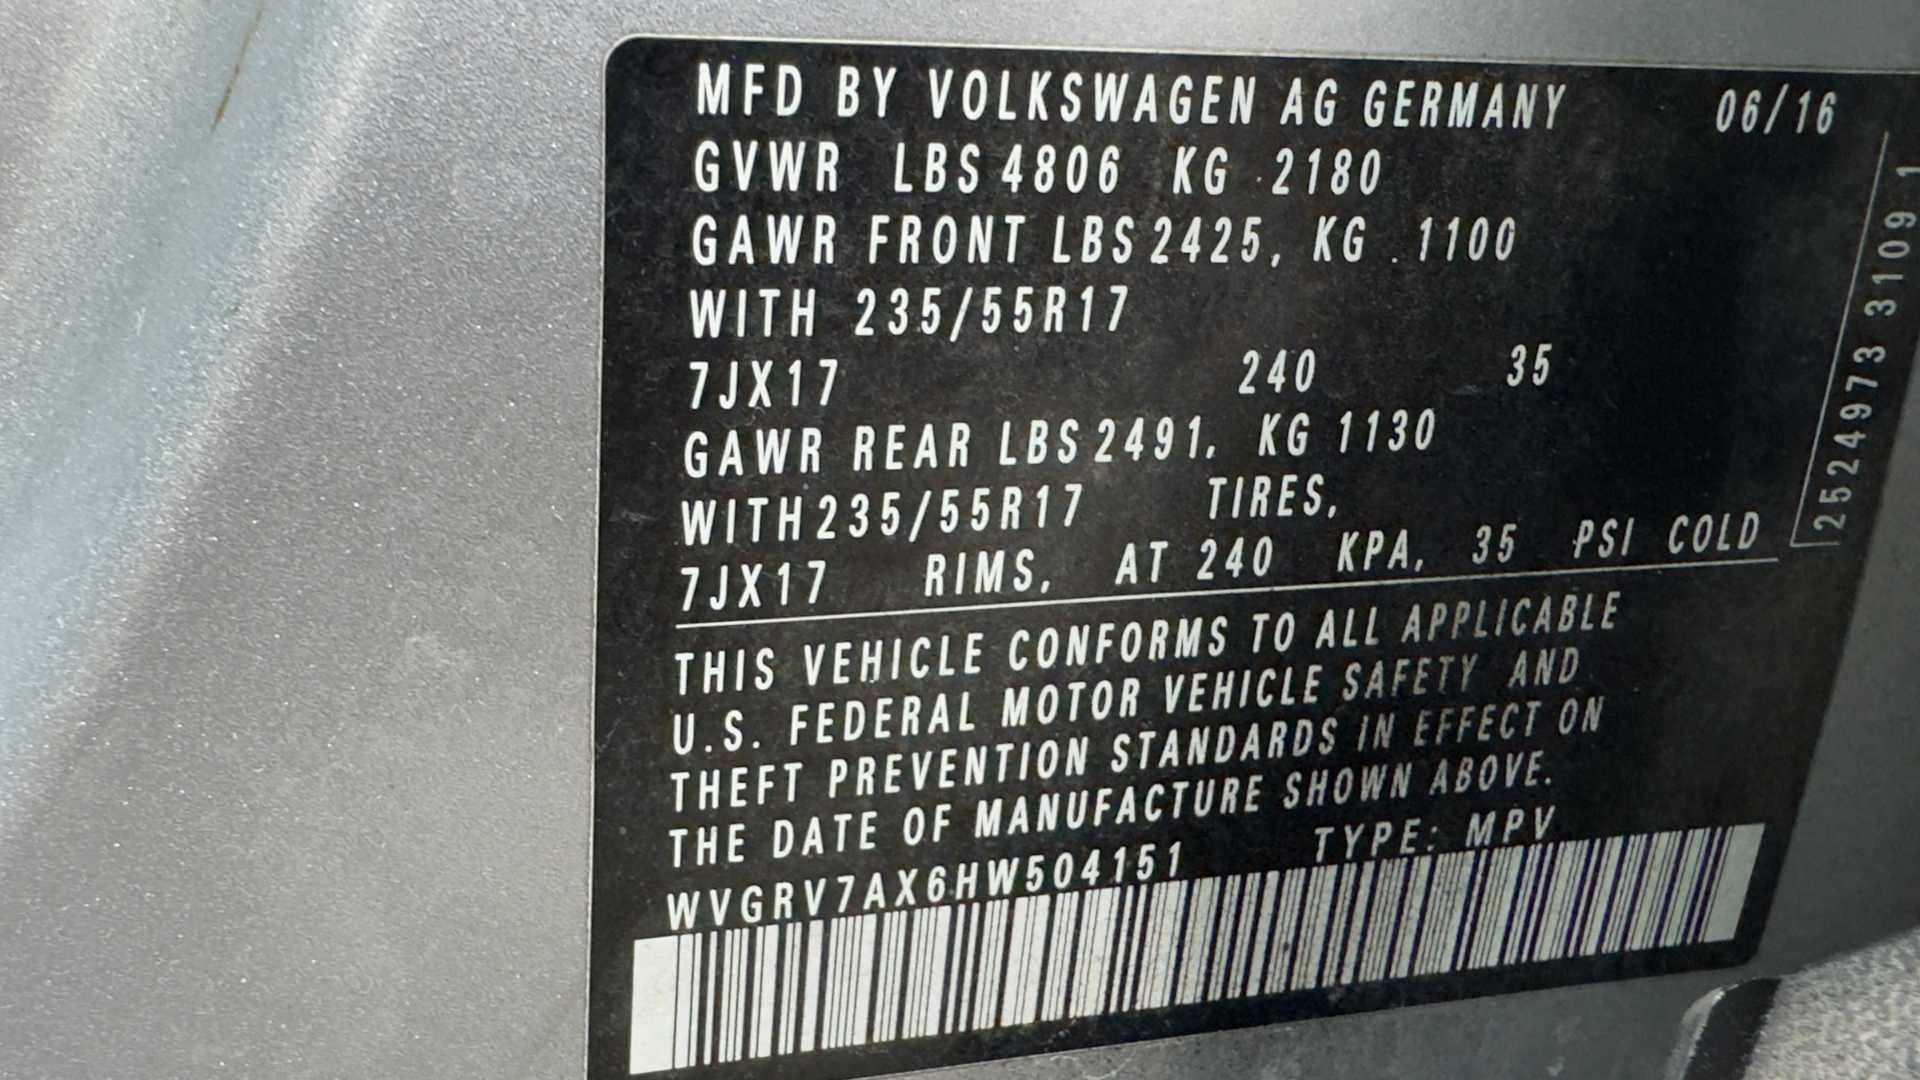 MFD BY VOLKSWAGEN AG GERMANY 06/16
GVWR LBS 4806 KG 2180
GAWR FRONT LBS 2425, KG 1100
WITH 235/55R17
7JX17 240 35
GAWR REAR LBS 2491, KG 1130
WITH 235/55R17 TIRES,
7JX17 RIMS, AT 240 KPA, 35 PSI COLD
THIS VEHICLE CONFORMS TO ALL APPLICABLE
U.S. FEDERAL MOTOR VEHICLE SAFETY AND
THEFT PREVENTION STANDARDS IN EFFECT ON
THE DATE OF MANUFACTURE SHOWN ABOVE.
WVGRV7AX6HW504151 TYPE: MPV
2524973 3109 1